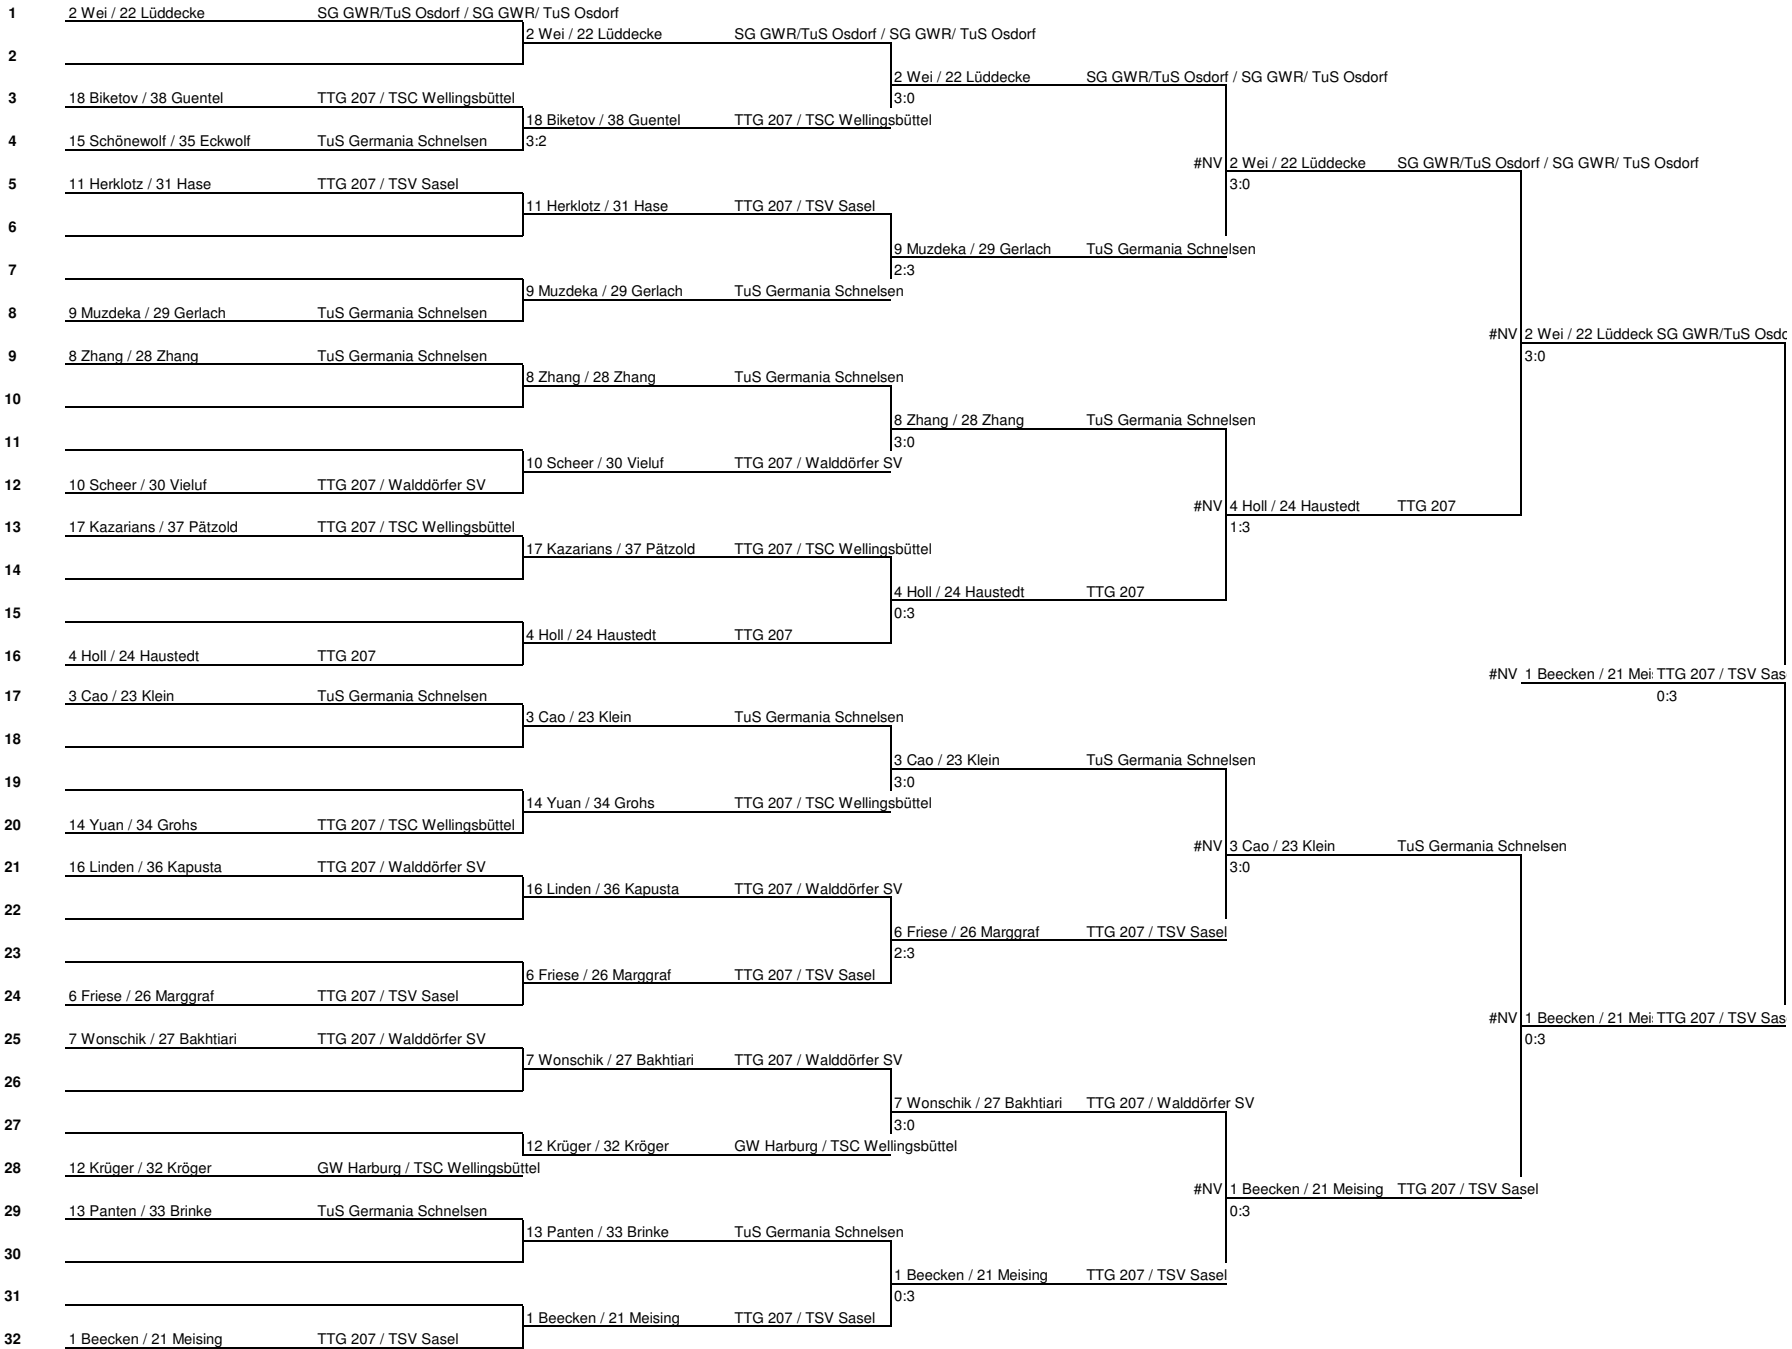 1 2 Wei / 22 Lüddecke SG GWR/TuS Osdorf / SG GWR/ TuS Osdorf
2 Wei / 22 Lüddecke SG GWR/TuS Osdorf / SG GWR/ TuS Osdorf
2
2 Wei / 22 Lüddecke SG GWR/TuS Osdorf / SG GWR/ TuS Osdorf
3 18 Biketov / 38 Guentel TTG 207 / TSC Wellingsbüttel 3:0
18 Biketov / 38 Guentel TTG 207 / TSC Wellingsbüttel
4 15 Schönewolf / 35 Eckwolf TuS Germania Schnelsen 3:2
#NV 2 Wei / 22 Lüddecke SG GWR/TuS Osdorf / SG GWR/ TuS Osdorf
5 11 Herklotz / 31 Hase TTG 207 / TSV Sasel 3:0
11 Herklotz / 31 Hase TTG 207 / TSV Sasel
6
9 Muzdeka / 29 Gerlach TuS Germania Schnelsen
7 2:3
9 Muzdeka / 29 Gerlach TuS Germania Schnelsen
8 9 Muzdeka / 29 Gerlach TuS Germania Schnelsen
#NV 2 Wei / 22 Lüddeck SG GWR/TuS Osdo
9 8 Zhang / 28 Zhang TuS Germania Schnelsen 3:0
8 Zhang / 28 Zhang TuS Germania Schnelsen
10
8 Zhang / 28 Zhang TuS Germania Schnelsen
11 3:0
10 Scheer / 30 Vieluf TTG 207 / Walddörfer SV
12 10 Scheer / 30 Vieluf TTG 207 / Walddörfer SV
#NV 4 Holl / 24 Haustedt TTG 207
13 17 Kazarians / 37 Pätzold TTG 207 / TSC Wellingsbüttel 1:3
17 Kazarians / 37 Pätzold TTG 207 / TSC Wellingsbüttel
14
4 Holl / 24 Haustedt TTG 207
15 0:3
4 Holl / 24 Haustedt TTG 207
16 4 Holl / 24 Haustedt TTG 207
#NV 1 Beecken / 21 Mei TTG 207 / TSV Sas
17 3 Cao / 23 Klein TuS Germania Schnelsen 0:3
3 Cao / 23 Klein TuS Germania Schnelsen
18
3 Cao / 23 Klein TuS Germania Schnelsen
19 3:0
14 Yuan / 34 Grohs TTG 207 / TSC Wellingsbüttel
20 14 Yuan / 34 Grohs TTG 207 / TSC Wellingsbüttel
#NV 3 Cao / 23 Klein TuS Germania Schnelsen
21 16 Linden / 36 Kapusta TTG 207 / Walddörfer SV 3:0
16 Linden / 36 Kapusta TTG 207 / Walddörfer SV
22
6 Friese / 26 Marggraf TTG 207 / TSV Sasel
23 2:3
6 Friese / 26 Marggraf TTG 207 / TSV Sasel
24 6 Friese / 26 Marggraf TTG 207 / TSV Sasel
#NV 1 Beecken / 21 Mei TTG 207 / TSV Sas
25 7 Wonschik / 27 Bakhtiari TTG 207 / Walddörfer SV 0:3
7 Wonschik / 27 Bakhtiari TTG 207 / Walddörfer SV
26
7 Wonschik / 27 Bakhtiari TTG 207 / Walddörfer SV
27 3:0
12 Krüger / 32 Kröger GW Harburg / TSC Wellingsbüttel
28 12 Krüger / 32 Kröger GW Harburg / TSC Wellingsbüttel
#NV 1 Beecken / 21 Meising TTG 207 / TSV Sasel
29 13 Panten / 33 Brinke TuS Germania Schnelsen 0:3
13 Panten / 33 Brinke TuS Germania Schnelsen
30
1 Beecken / 21 Meising TTG 207 / TSV Sasel
31 0:3
1 Beecken / 21 Meising TTG 207 / TSV Sasel
32 1 Beecken / 21 Meising TTG 207 / TSV Sasel